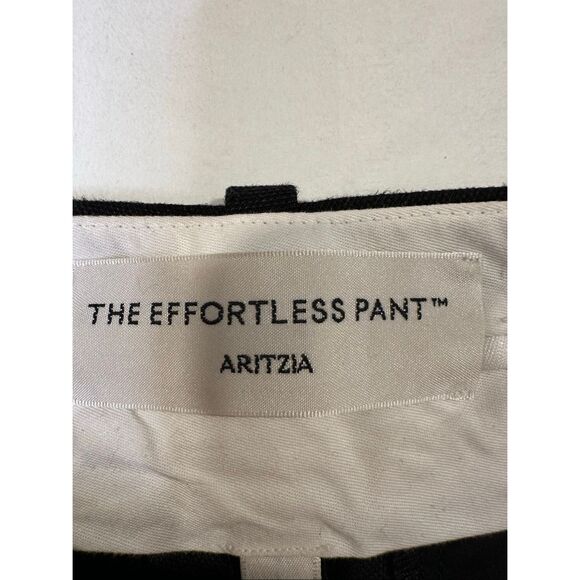 THE EFFORTLESS PANT™
ARITZIA